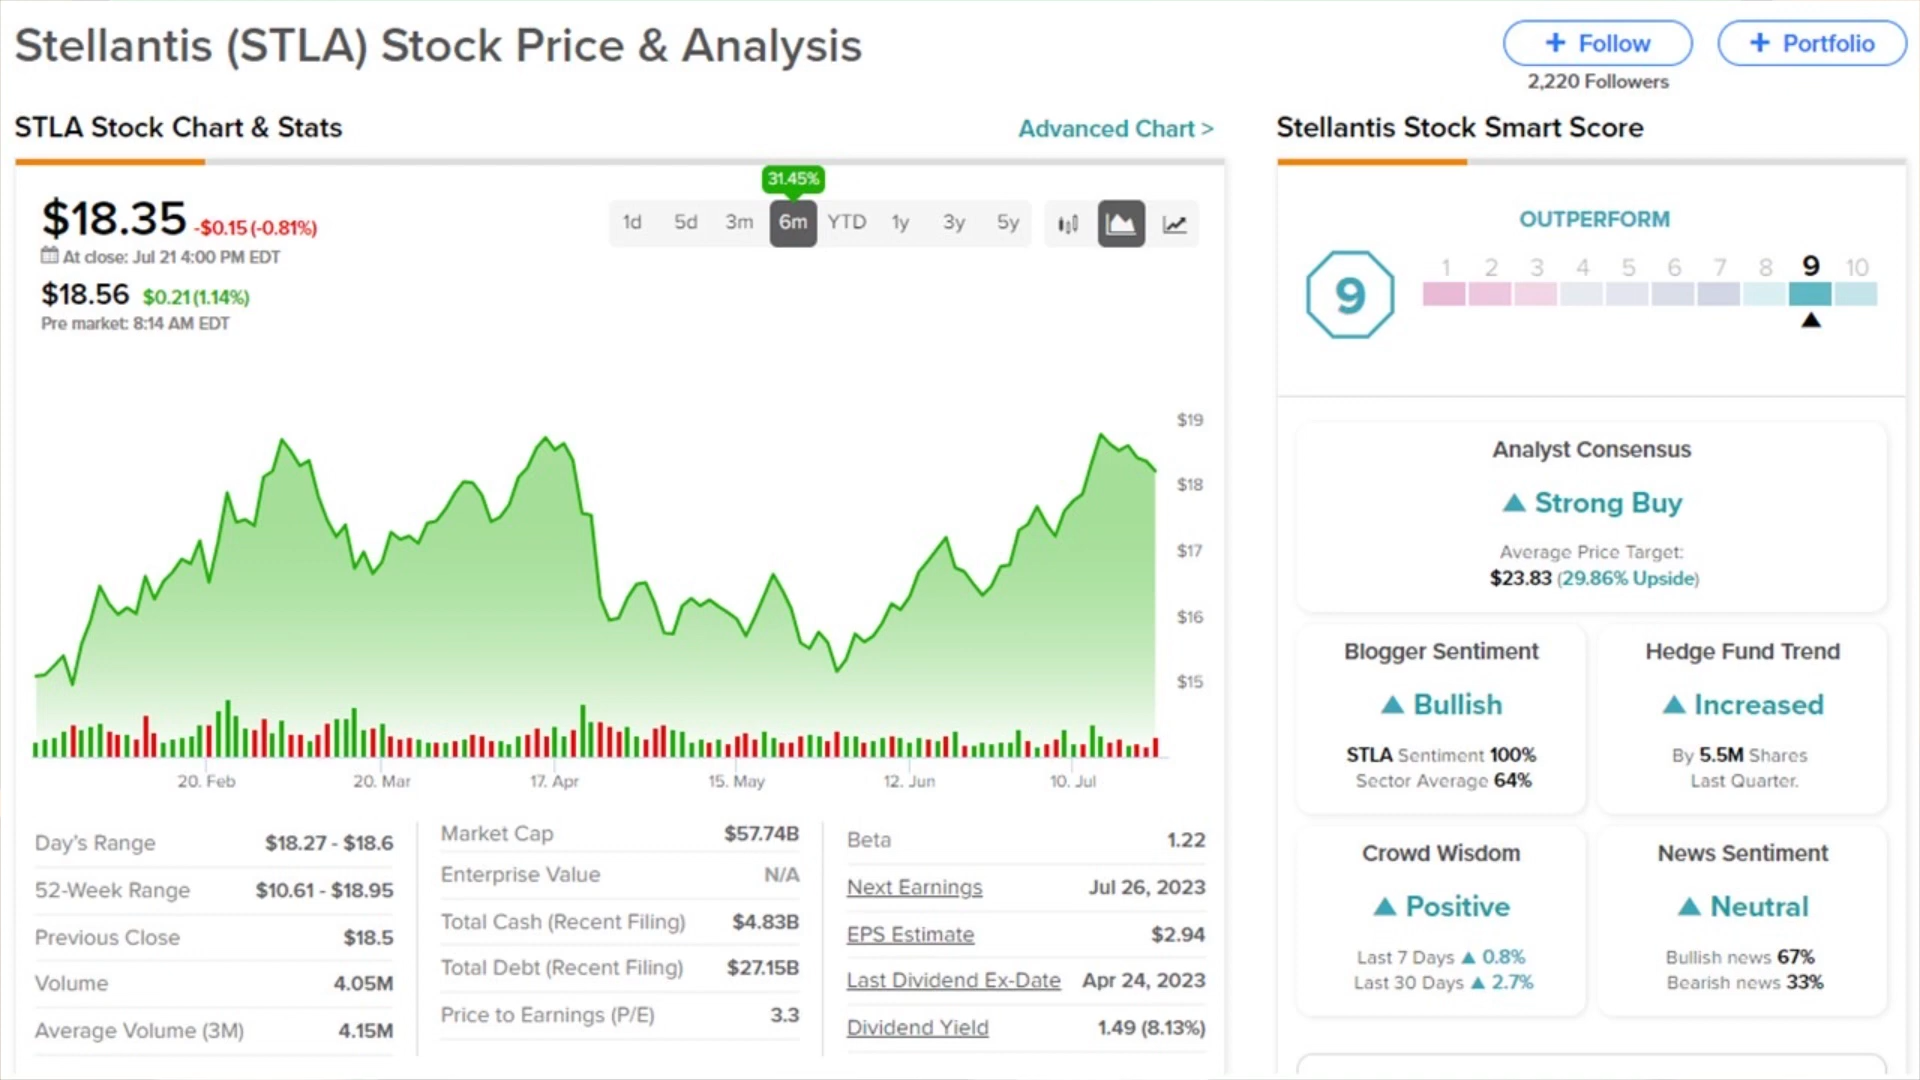 Stellantis (STLA) Stock Price & Analysis
+ Follow
+ Portfolio
2,220 Followers
STLA Stock Chart & Stats
Advanced Chart >
$18.35 -$0.15 (-0.81%)
At close: Jul 21 4:00 PM EDT
$18.56 $0.21 (1.14%)
Pre market: 8:14 AM EDT
31.45%
1d 5d 3m 6m YTD 1y 3y 5y
$19
$18
$17
$16
$15
20. Feb 20. Mar 17. Apr 15. May 12. Jun 10. Jul
Day's Range $18.27 - $18.6
52-Week Range $10.61 - $18.95
Previous Close $18.5
Volume 4.05M
Average Volume (3M) 4.15M
Market Cap $57.74B
Enterprise Value N/A
Total Cash (Recent Filing) $4.83B
Total Debt (Recent Filing) $27.15B
Price to Earnings (P/E) 3.3
Beta 1.22
Next Earnings Jul 26, 2023
EPS Estimate $2.94
Last Dividend Ex-Date Apr 24, 2023
Dividend Yield 1.49 (8.13%)
Stellantis Stock Smart Score
OUTPERFORM
9
1 2 3 4 5 6 7 8 9 10
Analyst Consensus
▲ Strong Buy
Average Price Target:
$23.83 (29.86% Upside)
Blogger Sentiment
▲ Bullish
STLA Sentiment 100%
Sector Average 64%
Hedge Fund Trend
▲ Increased
By 5.5M Shares
Last Quarter.
Crowd Wisdom
▲ Positive
Last 7 Days ▲ 0.8%
Last 30 Days ▲ 2.7%
News Sentiment
▲ Neutral
Bullish news 67%
Bearish news 33%